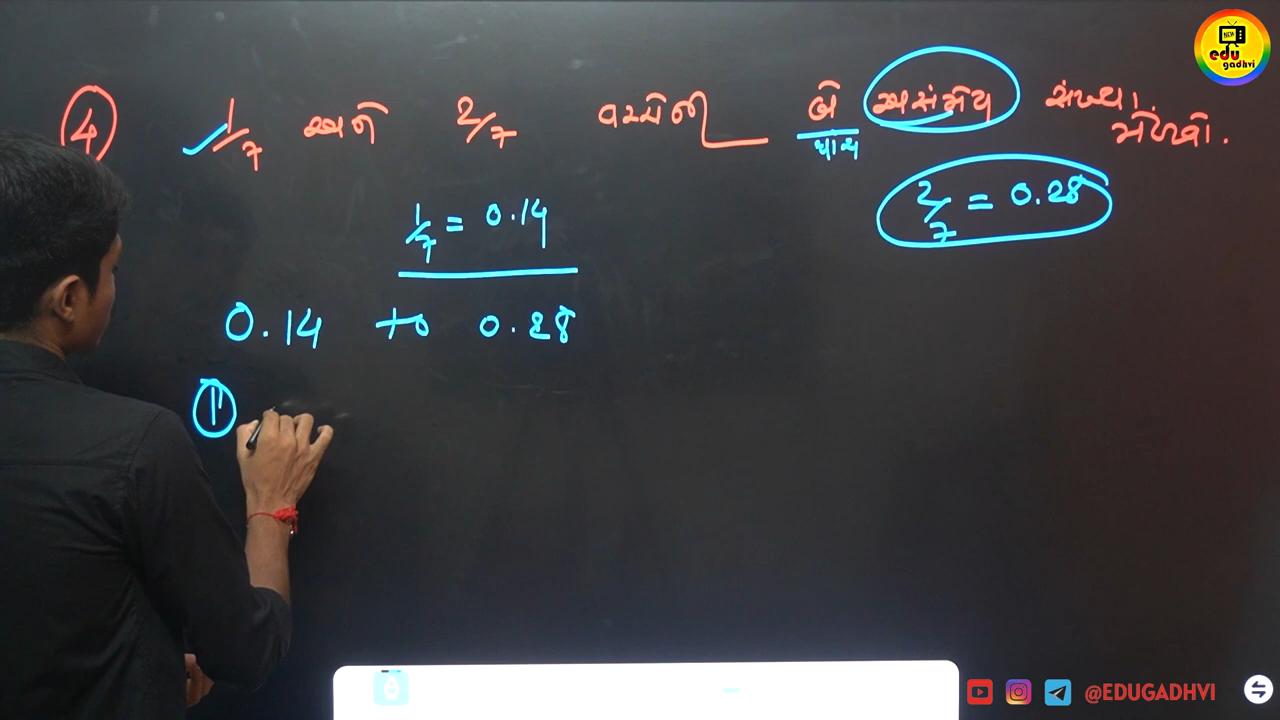 NEW
edu
gadhvi
④ 1/7 અને 2/7 વચ્ચેની બે અસંમેય સંખ્યા
મેળવો.
પાંચ
1/7 = 0.14
2/7 = 0.28
0.14 to 0.28
①
@EDUGADHVI